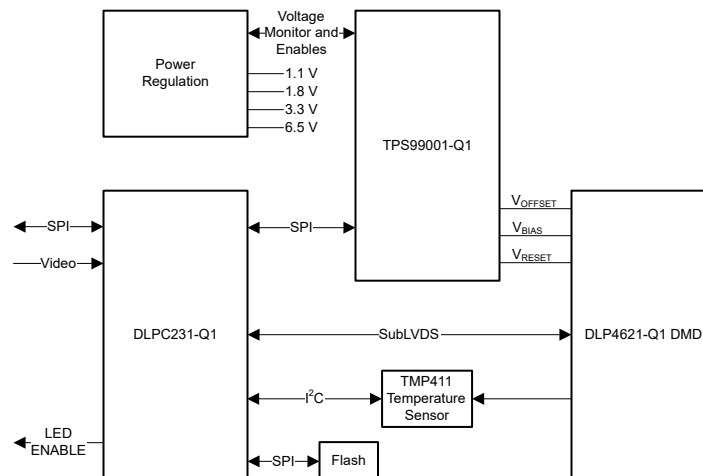 Voltage
Monitor and
Enables
Power
Regulation
1.1 V
1.8 V
3.3 V
6.5 V
TPS99001-Q1
VOFFSET
VBIAS
VRESET
SPI
SPI
Video
DLPC231-Q1
SubLVDS
DLP4621-Q1 DMD
I²C
TMP411
Temperature
Sensor
LED
ENABLE
SPI
Flash